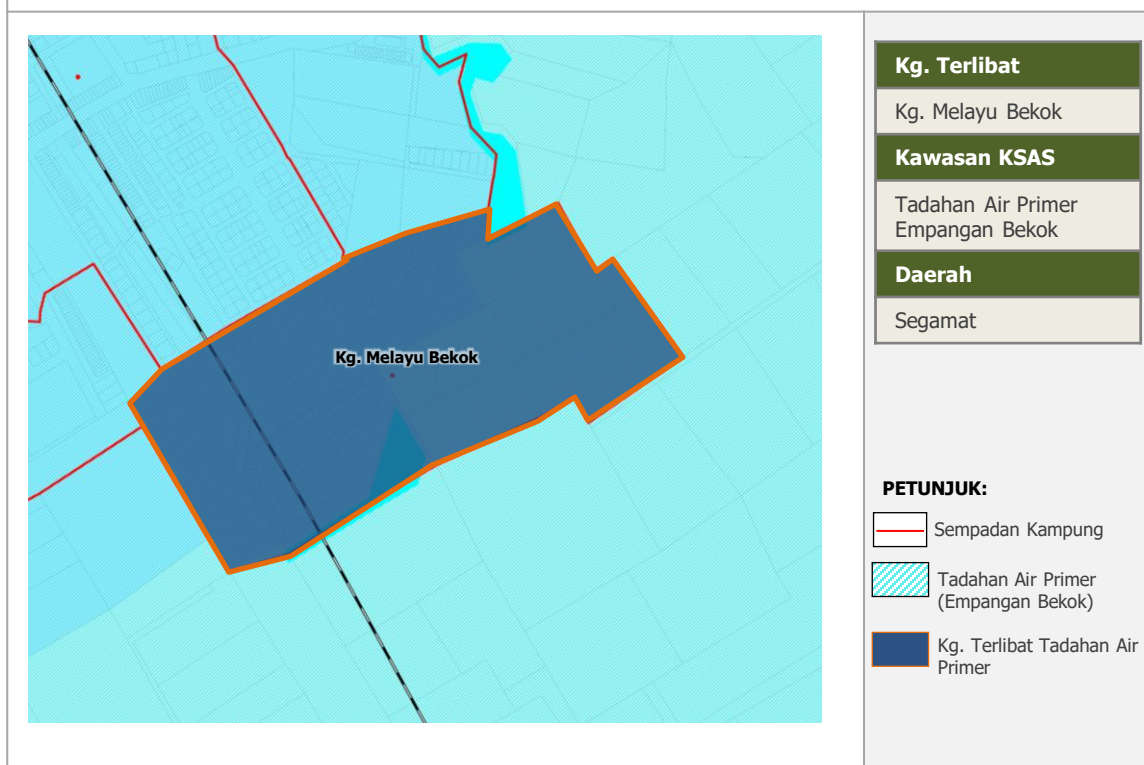 Kg. Melayu Bekok
Kg. Terlibat
Kg. Melayu Bekok
Kawasan KSAS
Tadahan Air Primer
Empangan Bekok
Daerah
Segamat
PETUNJUK:
Sempadan Kampung
Tadahan Air Primer
(Empangan Bekok)
Kg. Terlibat Tadahan Air
Primer